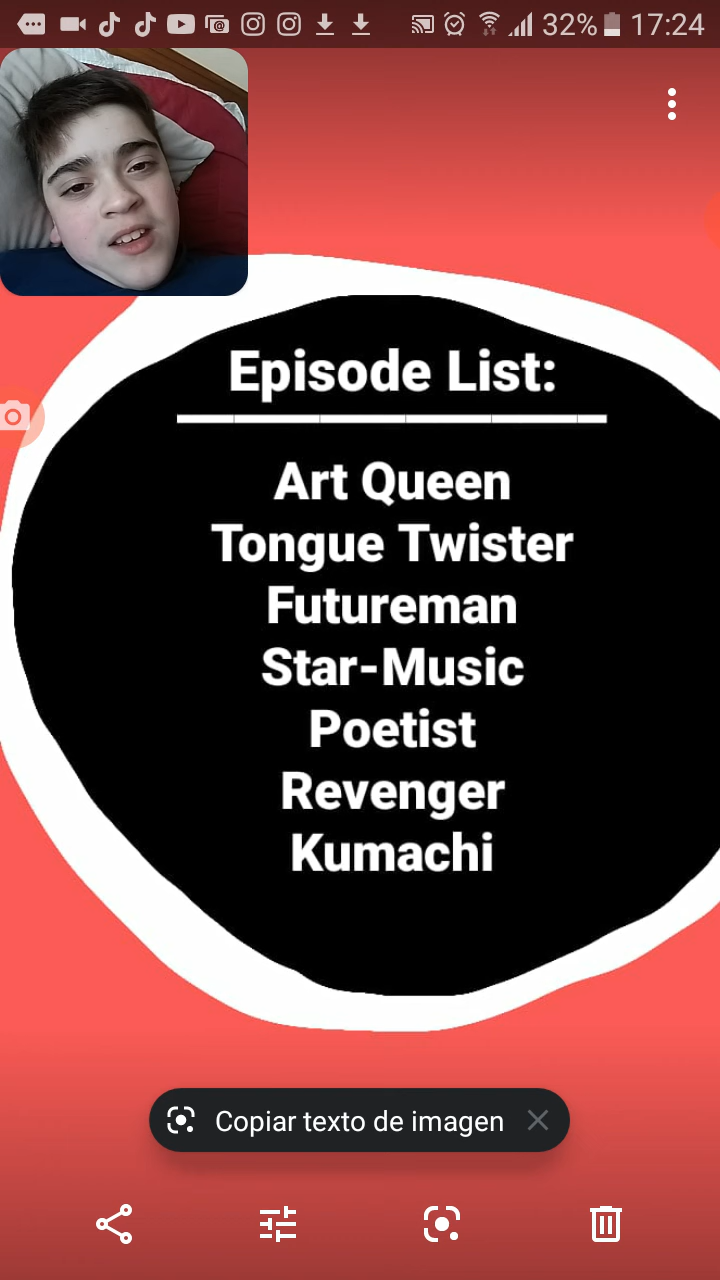 32% 17:24
Episode List:
Art Queen
Tongue Twister
Futureman
Star-Music
Poetist
Revenger
Kumachi
Copiar texto de imagen